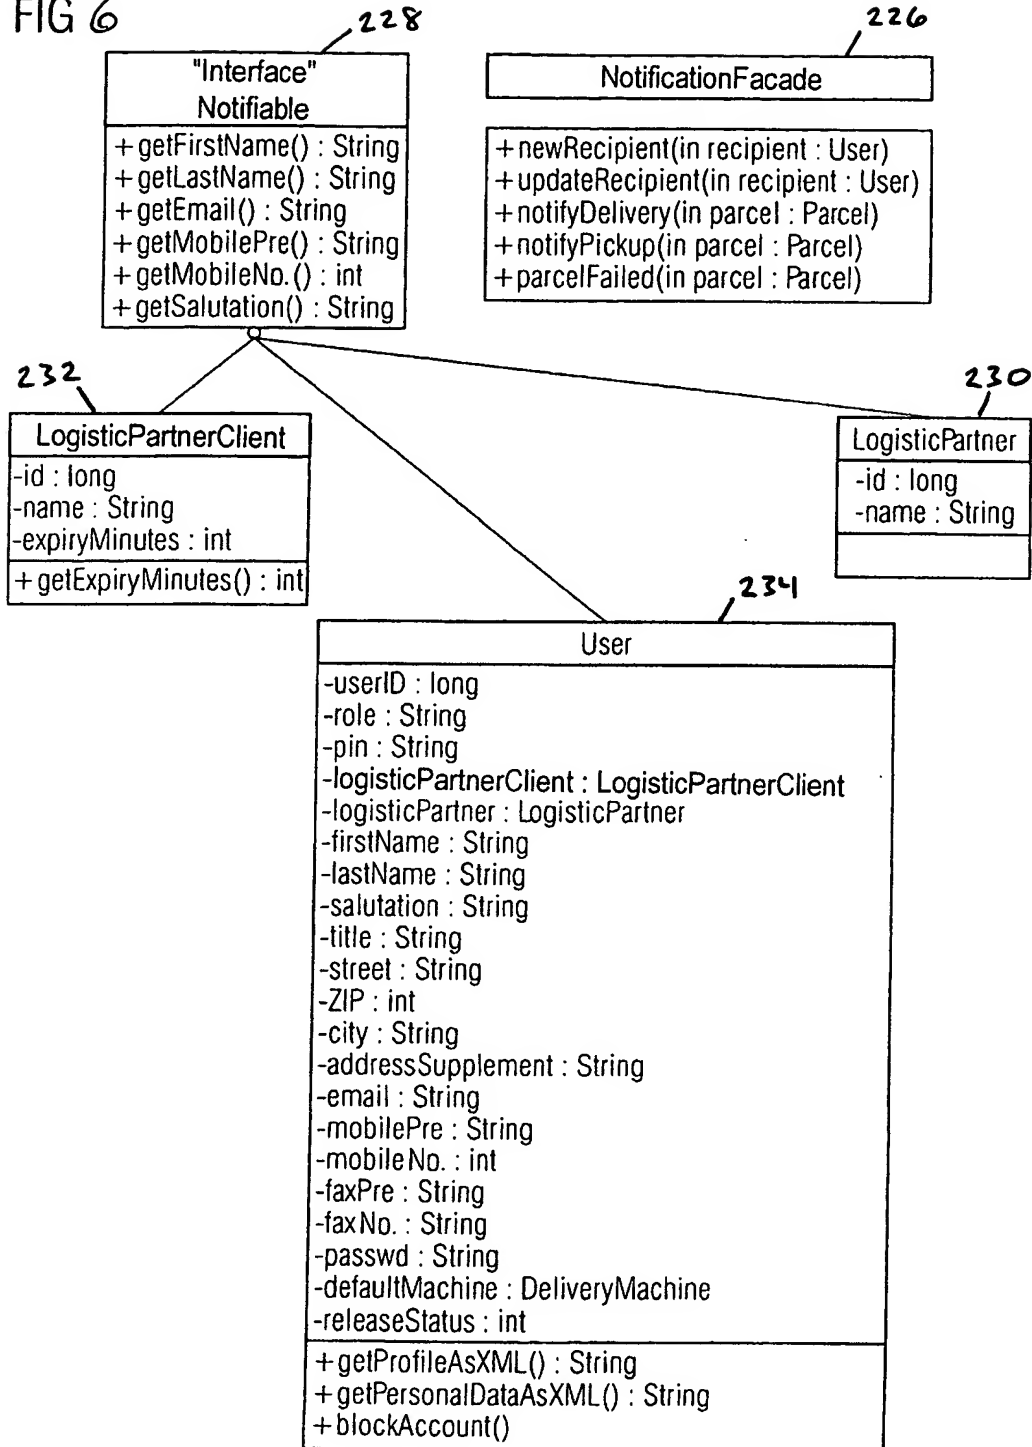 FIG 6
228
"Interface"
Notifiable
+getFirstName() : String
+getLastName() : String
+getEmail() : String
+getMobilePre() : String
+getMobileNo.() : int
+getSalutation() : String
226
NotificationFacade
+newRecipient(in recipient : User)
+updateRecipient(in recipient : User)
+notifyDelivery(in parcel : Parcel)
+notifyPickup(in parcel : Parcel)
+parcelFailed(in parcel : Parcel)
232
LogisticPartnerClient
-id : long
-name : String
-expiryMinutes : int
+getExpiryMinutes() : int
230
LogisticPartner
-id : long
-name : String
234
User
-userID : long
-role : String
-pin : String
-logisticPartnerClient : LogisticPartnerClient
-logisticPartner : LogisticPartner
-firstName : String
-lastName : String
-salutation : String
-title : String
-street : String
-ZIP : int
-city : String
-addressSupplement : String
-email : String
-mobilePre : String
-mobileNo. : int
-faxPre : String
-faxNo. : String
-passwd : String
-defaultMachine : DeliveryMachine
-releaseStatus : int
+getProfileAsXML() : String
+getPersonalDataAsXML() : String
+blockAccount()